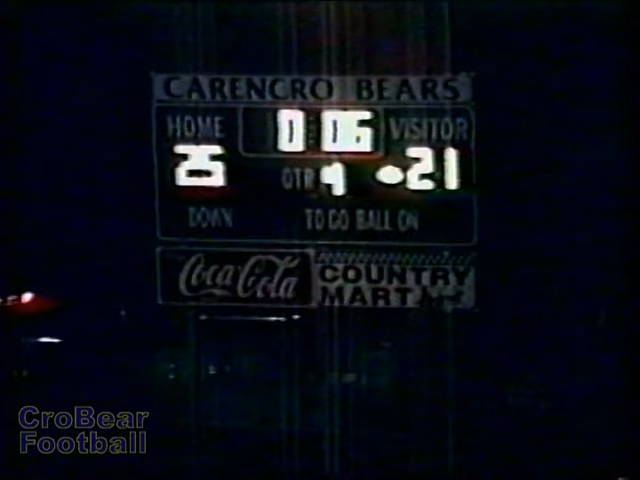 CARENCRO BEARS
HOME 0:06 VISITOR
25 QTR 4 21
DOWN TO GO BALL ON
Coca-Cola COUNTRY
MART
CroBear
Football